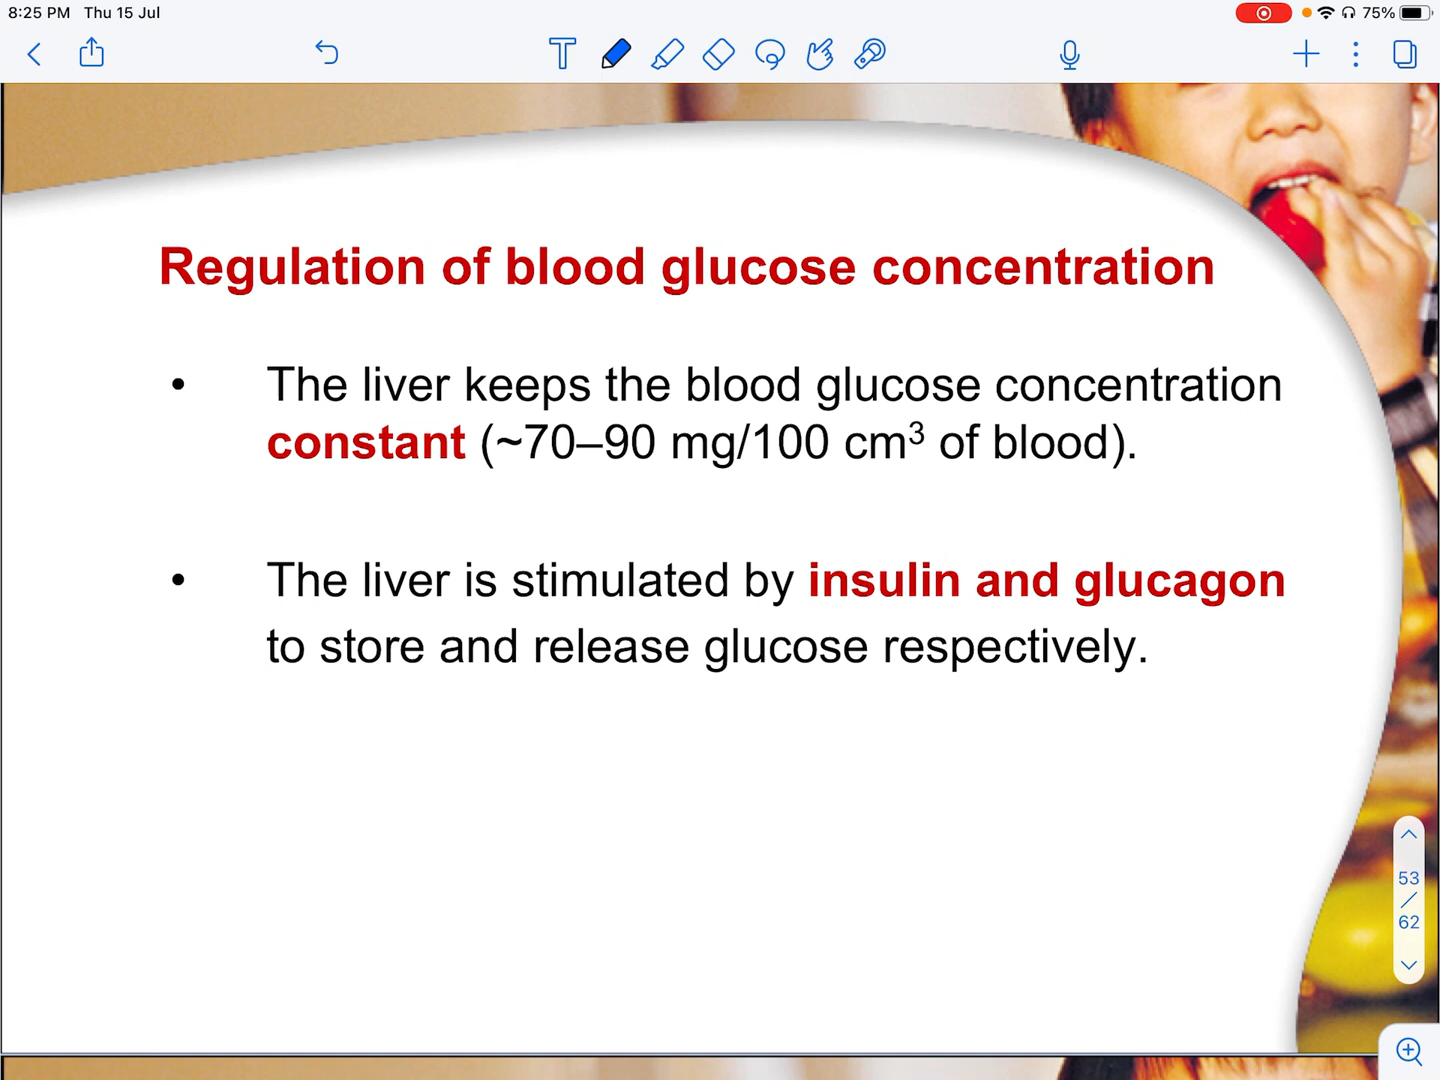 8:25 PM Thu 15 Jul
75%
Regulation of blood glucose concentration
• The liver keeps the blood glucose concentration
constant (~70–90 mg/100 cm³ of blood).
• The liver is stimulated by insulin and glucagon
to store and release glucose respectively.
53
/
62